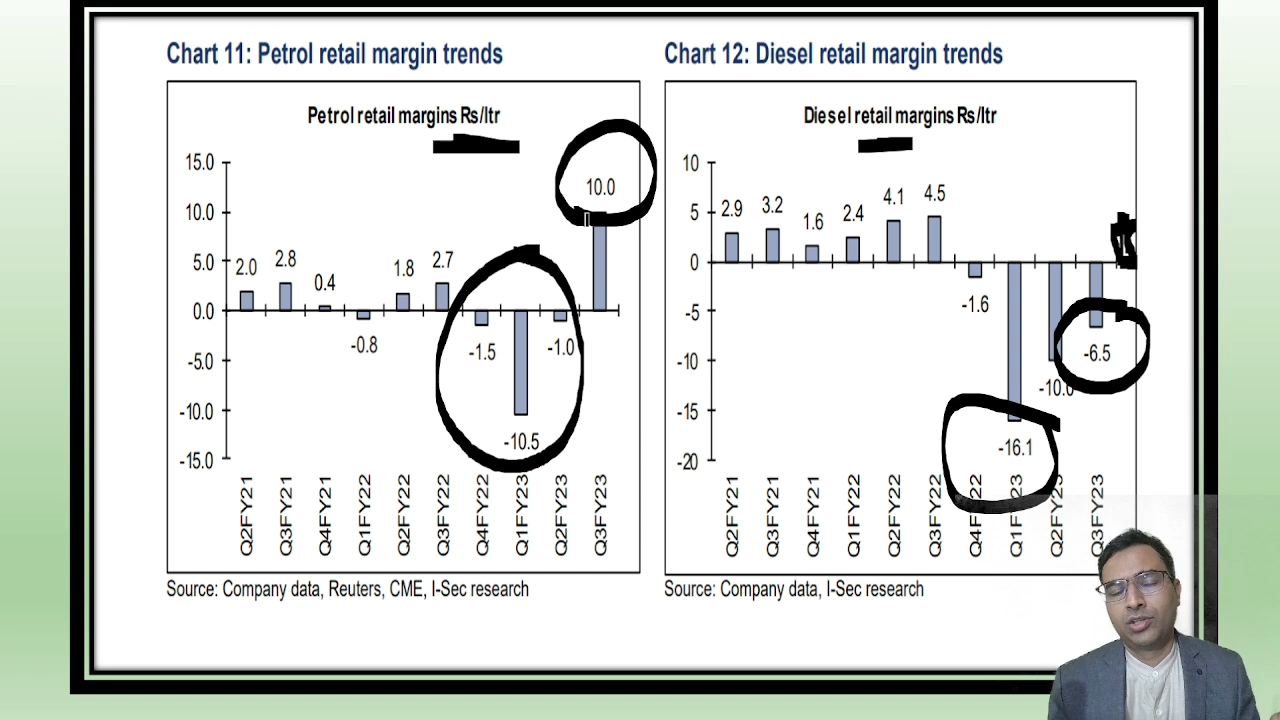 Chart 11: Petrol retail margin trends
Petrol retail margins Rs/ltr
15.0
10.0
5.0
0.0
-5.0
-10.0
-15.0
2.0
2.8
0.4
-0.8
1.8
2.7
-1.5
-10.5
-1.0
10.0
Q2FY21
Q3FY21
Q4FY21
Q1FY22
Q2FY22
Q3FY22
Q4FY22
Q1FY23
Q2FY23
Q3FY23
Source: Company data, Reuters, CME, I-Sec research
Chart 12: Diesel retail margin trends
Diesel retail margins Rs/ltr
10
5
0
-5
-10
-15
-20
2.9
3.2
1.6
2.4
4.1
4.5
-1.6
-16.1
-6.5
Q2FY21
Q3FY21
Q4FY21
Q1FY22
Q2FY22
Q3FY22
Q3FY23
Source: Company data, I-Sec research